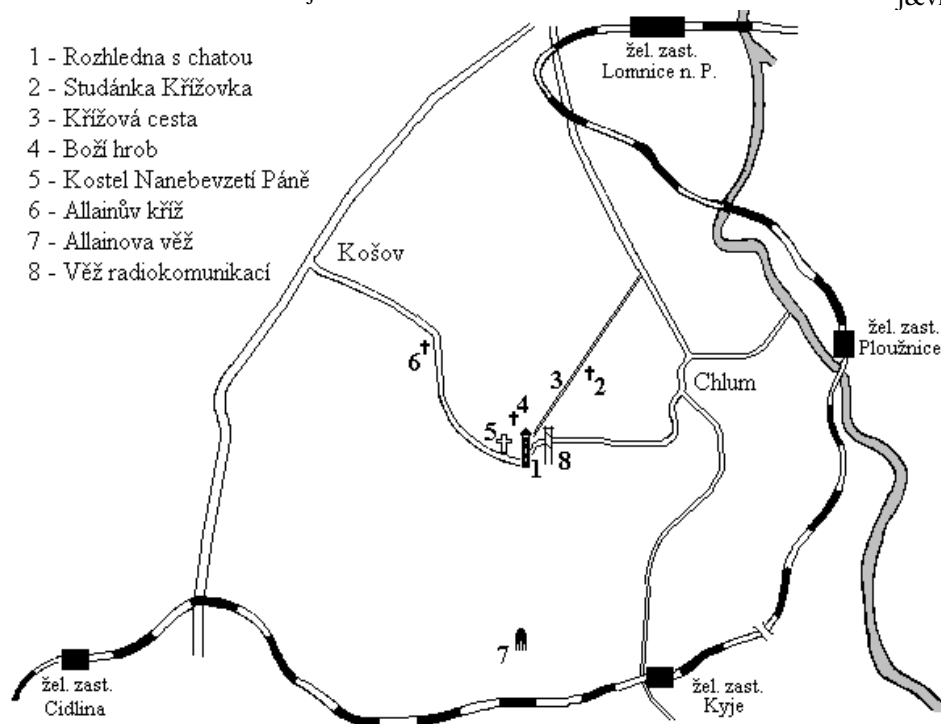 1 - Rozhledna s chatou
2 - Studánka Křížovka
3 - Křížová cesta
4 - Boží hrob
5 - Kostel Nanebevzetí Páně
6 - Allainův kříž
7 - Allainova věž
8 - Věž radiokomunikací
žel. zast.
Lomnice n. P.
Košov
žel. zast.
Ploužnice
6
3
2
Chlum
4
5
1
8
7
žel. zast.
Cidlina
žel. zast.
Kyje